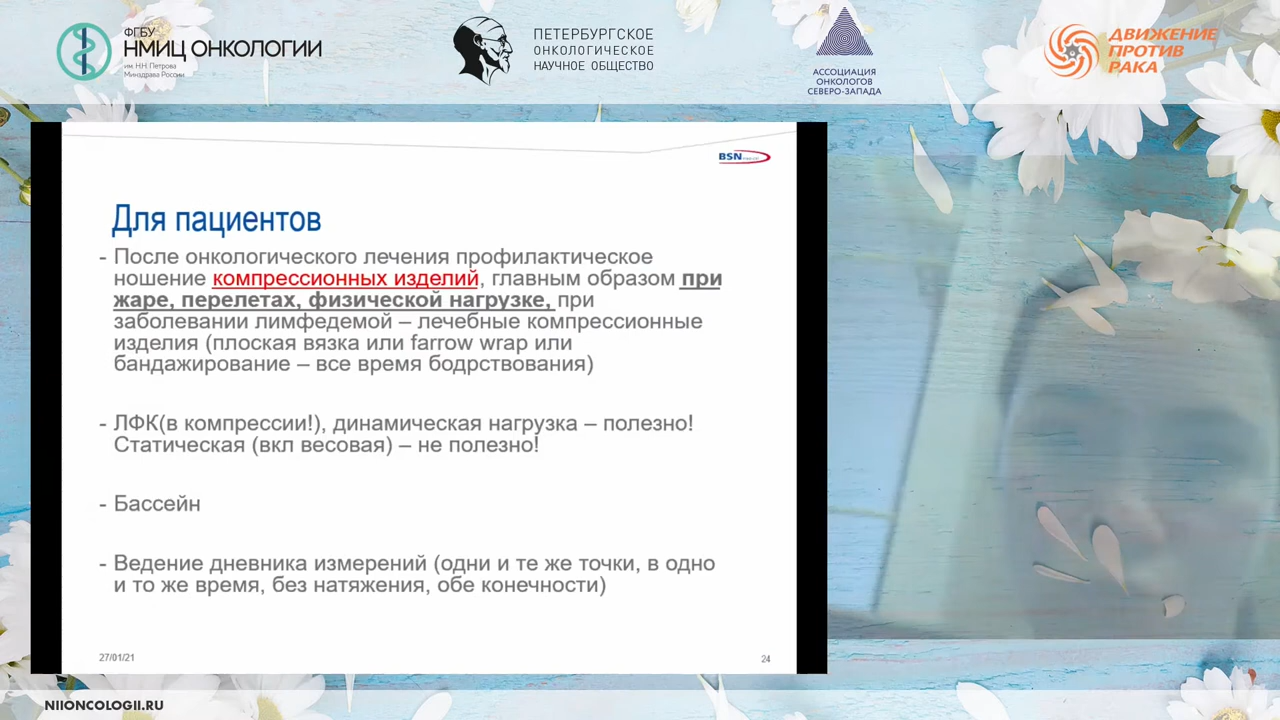 ФГБУ
НМИЦ ОНКОЛОГИИ
им. Н.Н. Петрова
Минздрава России
ПЕТЕРБУРГСКОЕ
ОНКОЛОГИЧЕСКОЕ
НАУЧНОЕ ОБЩЕСТВО
АССОЦИАЦИЯ
ОНКОЛОГОВ
СЕВЕРО-ЗАПАДА
ДВИЖЕНИЕ
ПРОТИВ
РАКА
BSN
Для пациентов
- После онкологического лечения профилактическое
ношение компрессионных изделий, главным образом при
жаре, перелетах, физической нагрузке, при
заболевании лимфедемой – лечебные компрессионные
изделия (плоская вязка или farrow wrap или
бандажирование – все время бодрствования)
- ЛФК(в компрессии!), динамическая нагрузка – полезно!
Статическая (вкл весовая) – не полезно!
- Бассейн
- Ведение дневника измерений (одни и те же точки, в одно
и то же время, без натяжения, обе конечности)
27/01/21
24
NIIONCOLOGII.RU